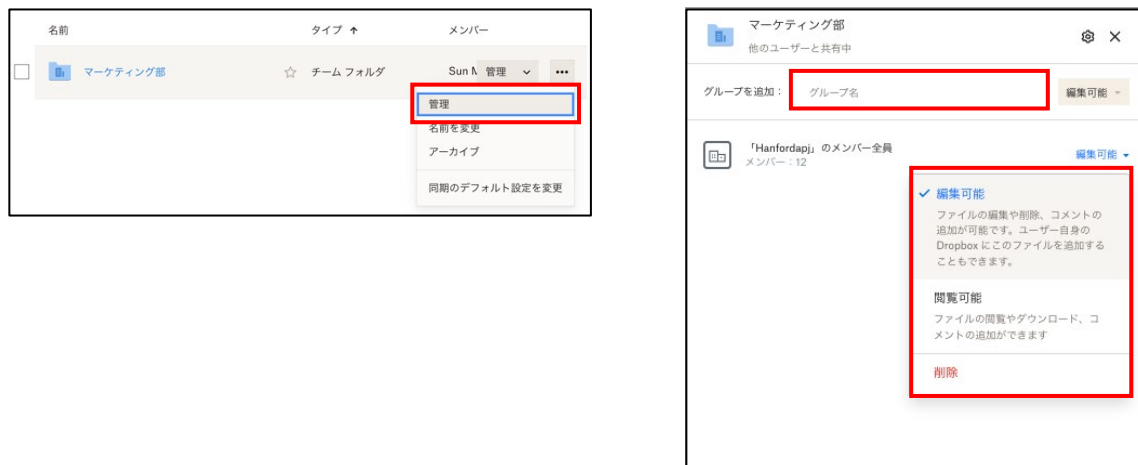 名前 タイプ ↑ メンバー
マーケティング部 チーム フォルダ Sun M 管理
管理
名前を変更
アーカイブ
同期のデフォルト設定を変更
マーケティング部
他のユーザーと共有中
グループを追加： グループ名 編集可能
「Hanfordapj」のメンバー全員 編集可能
メンバー：12
編集可能
ファイルの編集や削除、コメントの
追加が可能です。ユーザー自身の
Dropbox にこのファイルを追加する
こともできます。
閲覧可能
ファイルの閲覧やダウンロード、コ
メントの追加ができます
削除